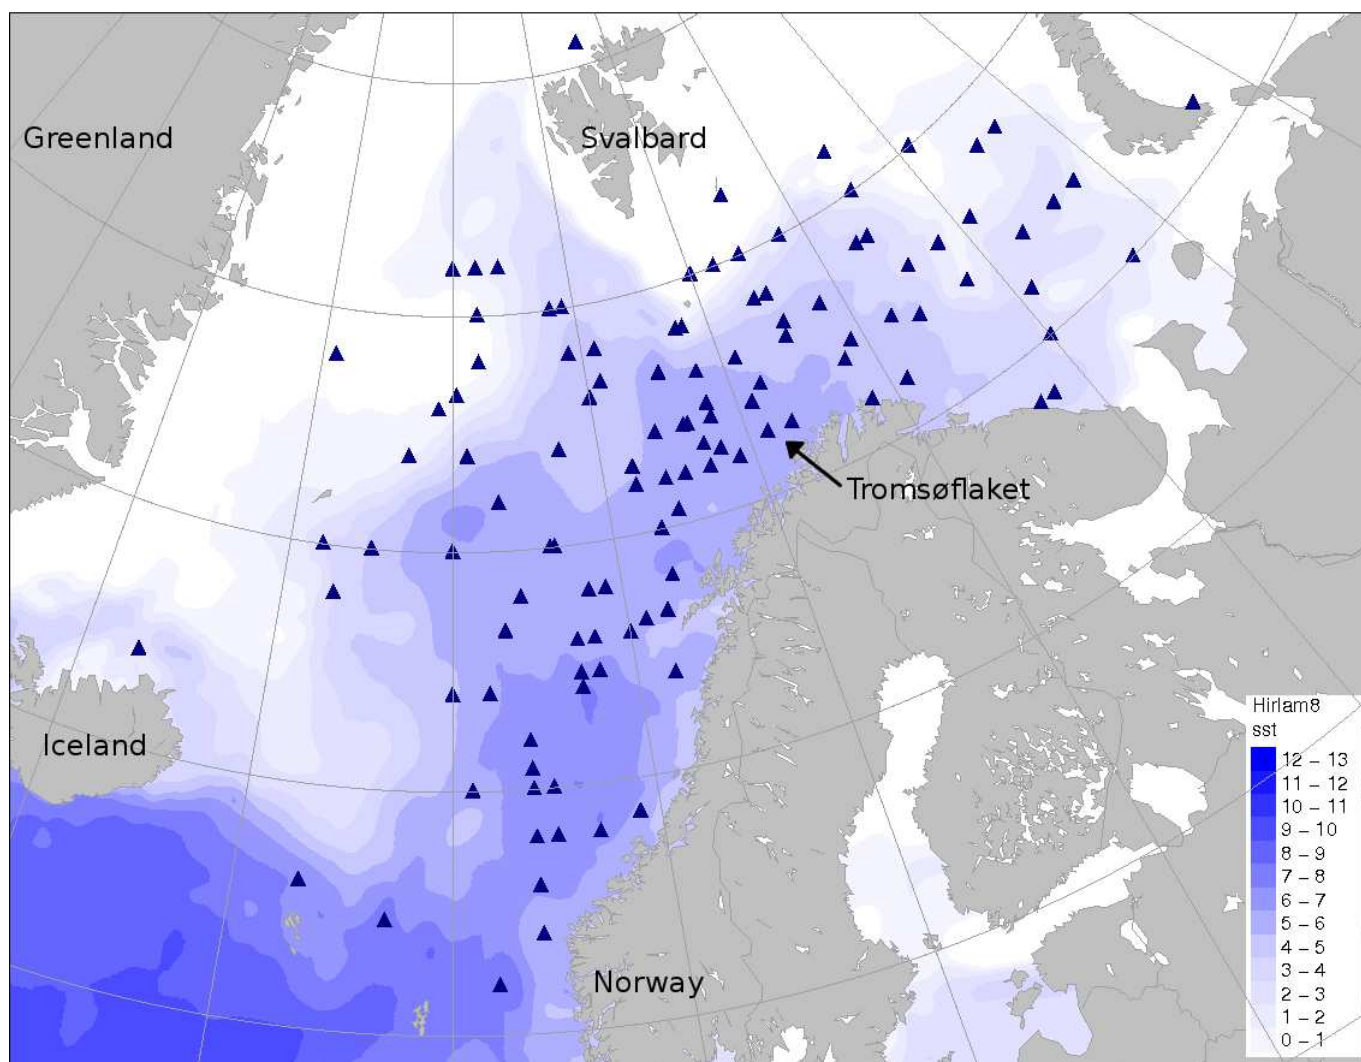 Greenland
Svalbard
Tromsøflaket
Iceland
Norway
Hirlam8
sst
12 – 13
11 – 12
10 – 11
9 – 10
8 – 9
7 – 8
6 – 7
5 – 6
4 – 5
3 – 4
2 – 3
1 – 2
0 – 1